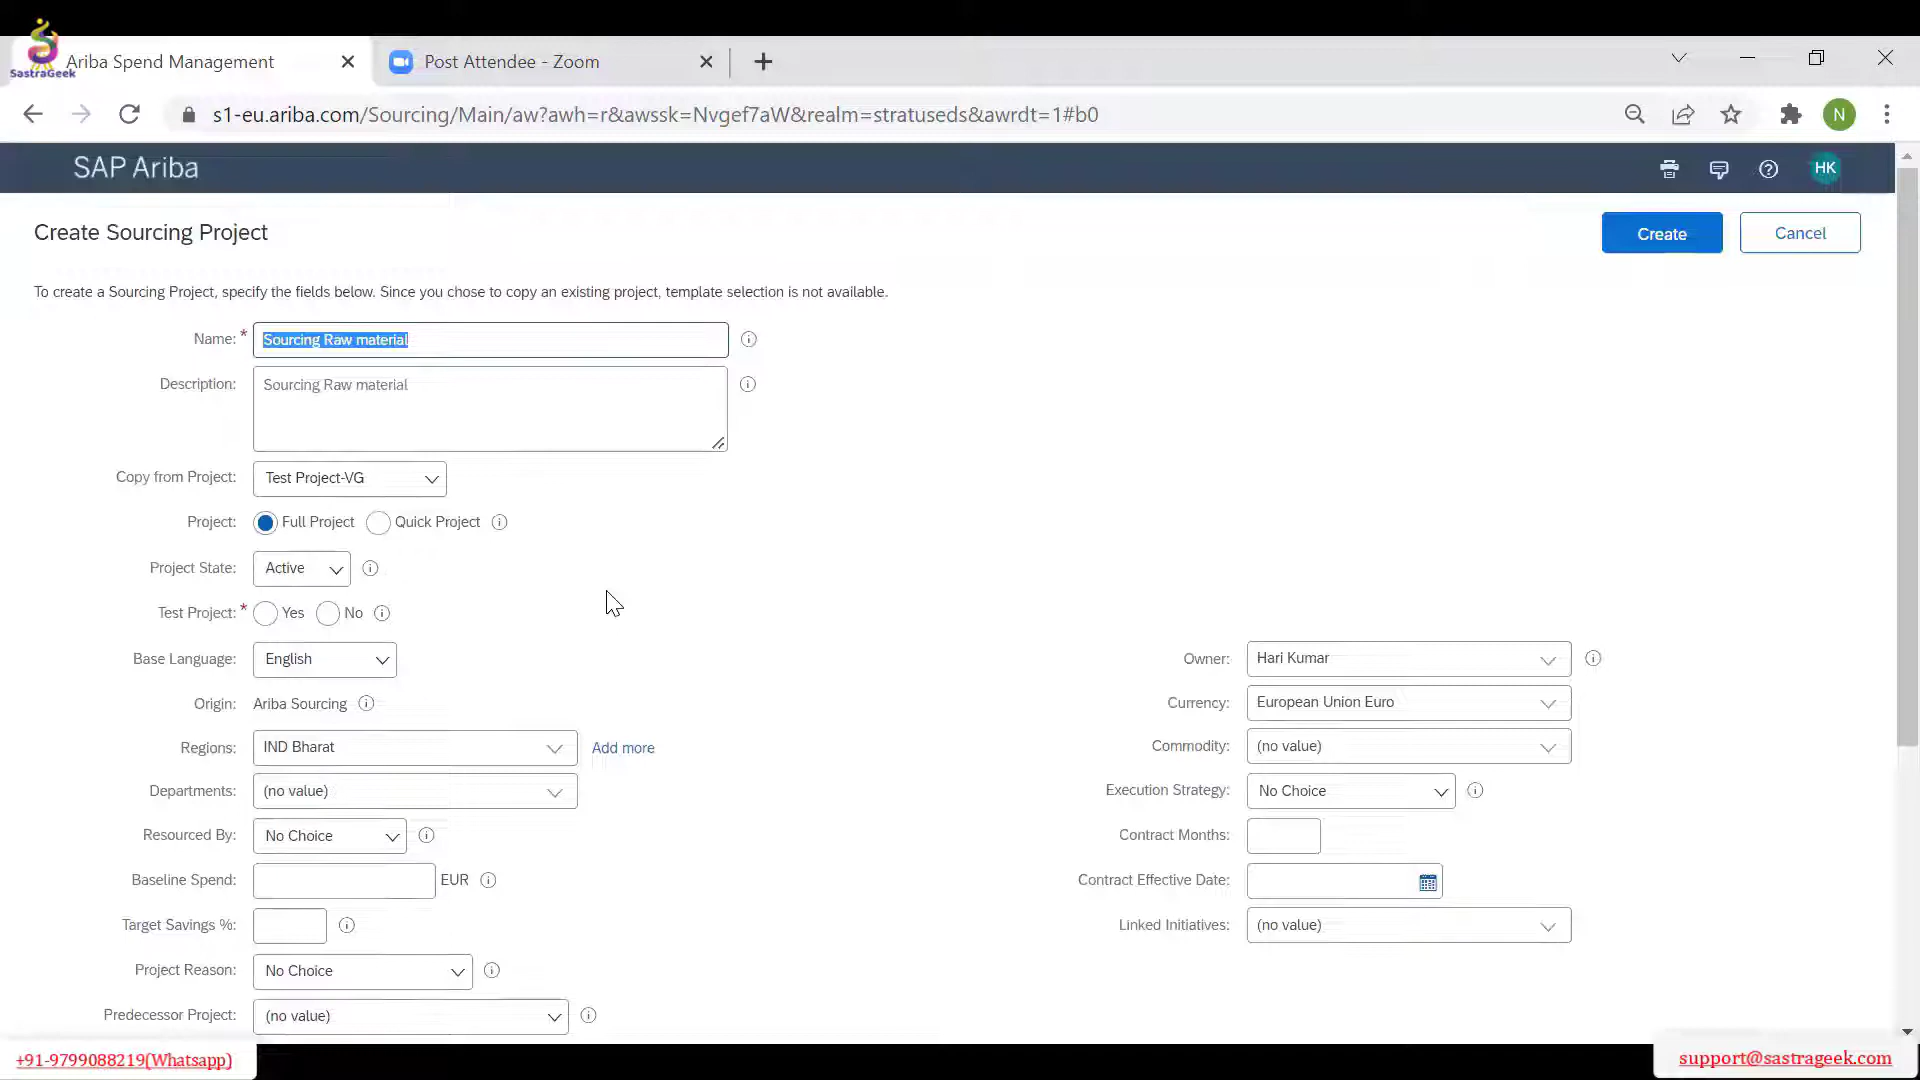 Ariba Spend Management
Post Attendee - Zoom
SastraGeek
s1-eu.ariba.com/Sourcing/Main/aw?awh=r&awssk=Nvgef7aW&realm=stratuseds&awrdt=1#b0
N
SAP Ariba
HK
Create Sourcing Project
Create
Cancel
To create a Sourcing Project, specify the fields below. Since you chose to copy an existing project, template selection is not available.
Name: * Sourcing Raw material
Description: Sourcing Raw material
Copy from Project: Test Project-VG
Project: Full Project Quick Project
Project State: Active
Test Project: * Yes No
Base Language: English
Owner: Hari Kumar
Origin: Ariba Sourcing
Currency: European Union Euro
Regions: IND Bharat Add more
Commodity: (no value)
Departments: (no value)
Execution Strategy: No Choice
Resourced By: No Choice
Contract Months:
Baseline Spend: EUR
Contract Effective Date:
Target Savings %:
Linked Initiatives: (no value)
Project Reason: No Choice
Predecessor Project: (no value)
+91-9799088219(Whatsapp)
support@sastrageek.com